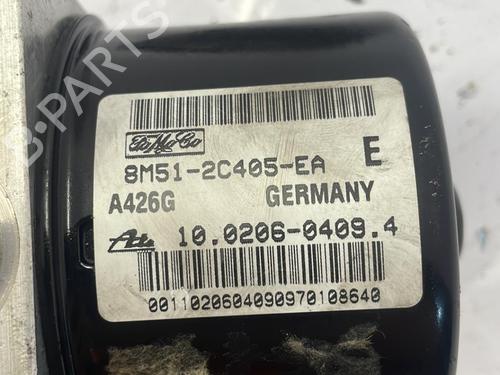 FoMoCo
8M51-2C405-EA E
A426G GERMANY
Ate 10.0206-0409.4
0011020604090970108640
B-PARTS